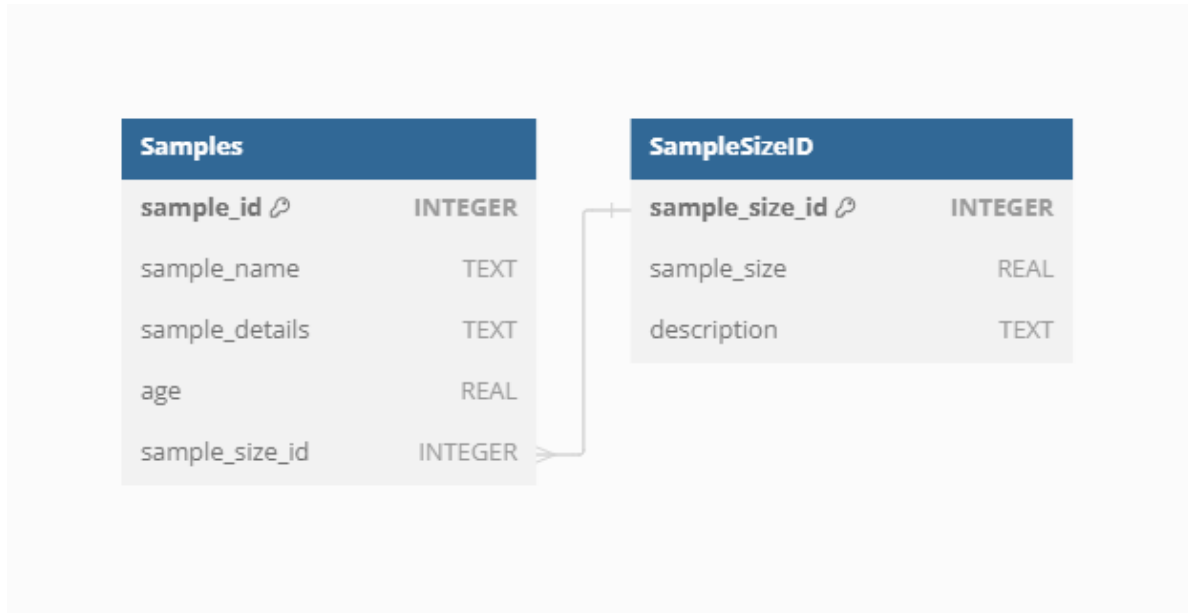 Samples
sample_id INTEGER
sample_name TEXT
sample_details TEXT
age REAL
sample_size_id INTEGER
SampleSizeID
sample_size_id INTEGER
sample_size REAL
description TEXT